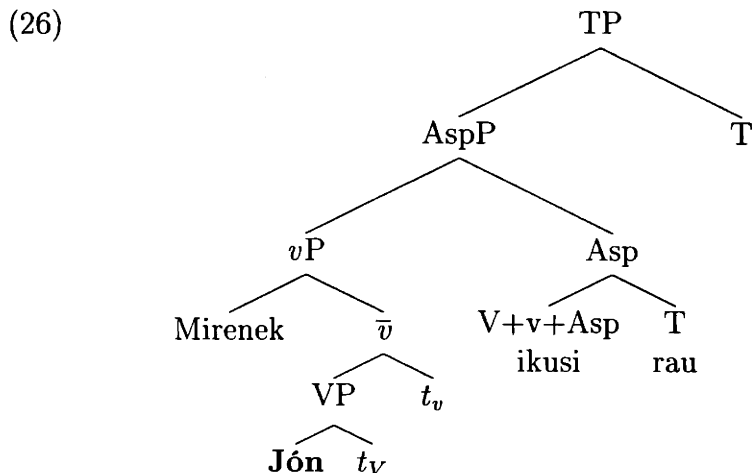 (26) TP
AspP T
vP Asp
Mirenek v̄ V+v+Asp T
ikusi rau
VP t_v
Jón t_V